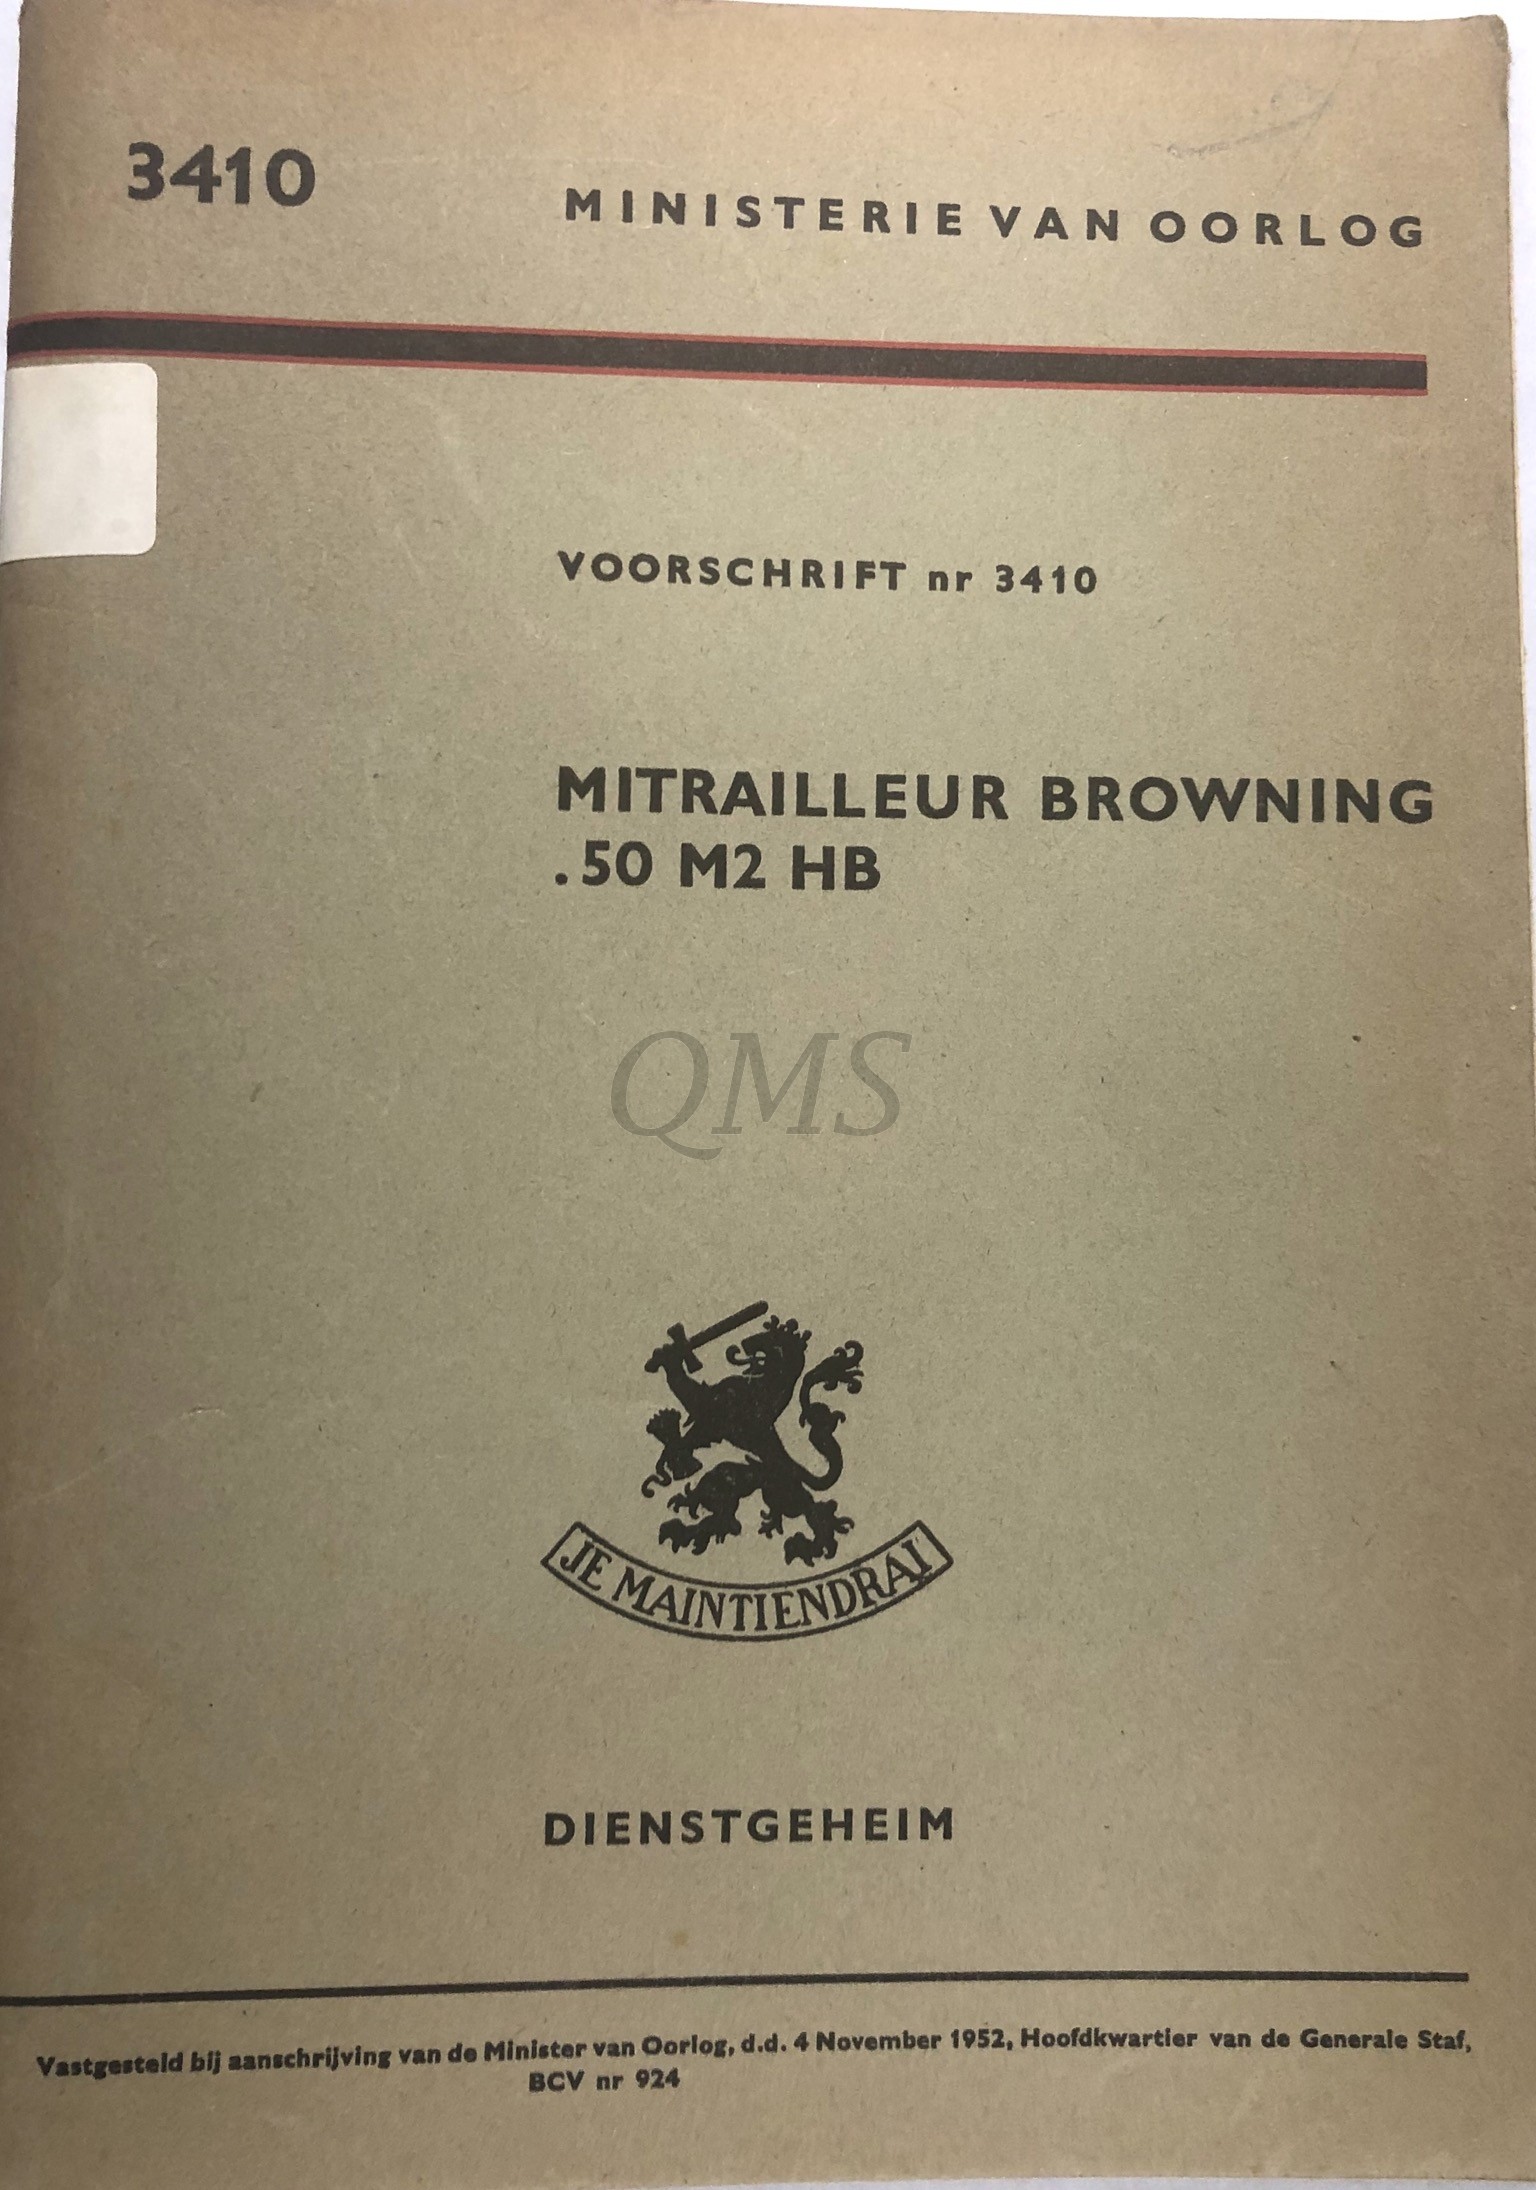 3410
MINISTERIE VAN OORLOG
VOORSCHRIFT nr 3410
MITRAILLEUR BROWNING
.50 M2 HB
QMS
JE MAINTIENDRAI
DIENSTGEHEIM
Vastgesteld bij aanschrijving van de Minister van Oorlog, d.d. 4 November 1952, Hoofdkwartier van de Generale Staf,
BCV nr 924